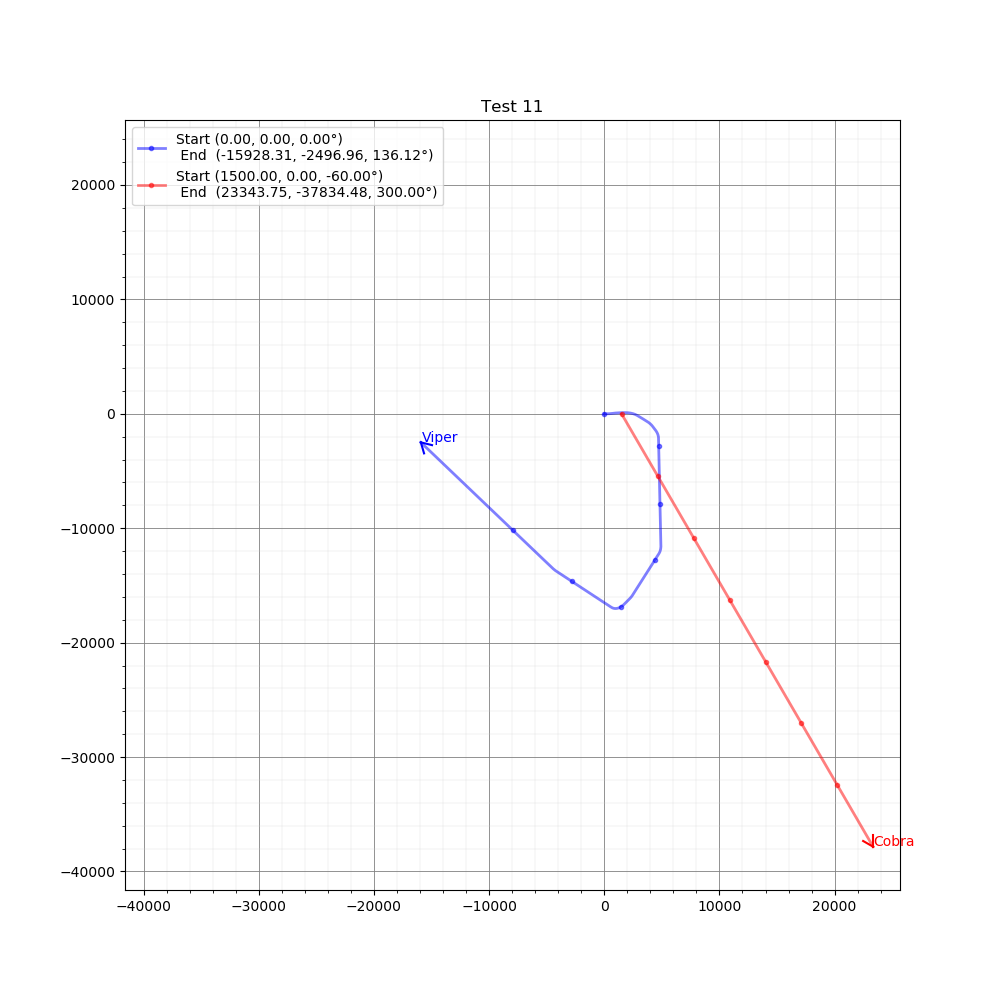 Test 11
Start (0.00, 0.00, 0.00°)
End (-15928.31, -2496.96, 136.12°)
Start (1500.00, 0.00, -60.00°)
End (23343.75, -37834.48, 300.00°)
20000
10000
0
−10000
−20000
−30000
−40000
Viper
Cobra
−40000 −30000 −20000 −10000 0 10000 20000